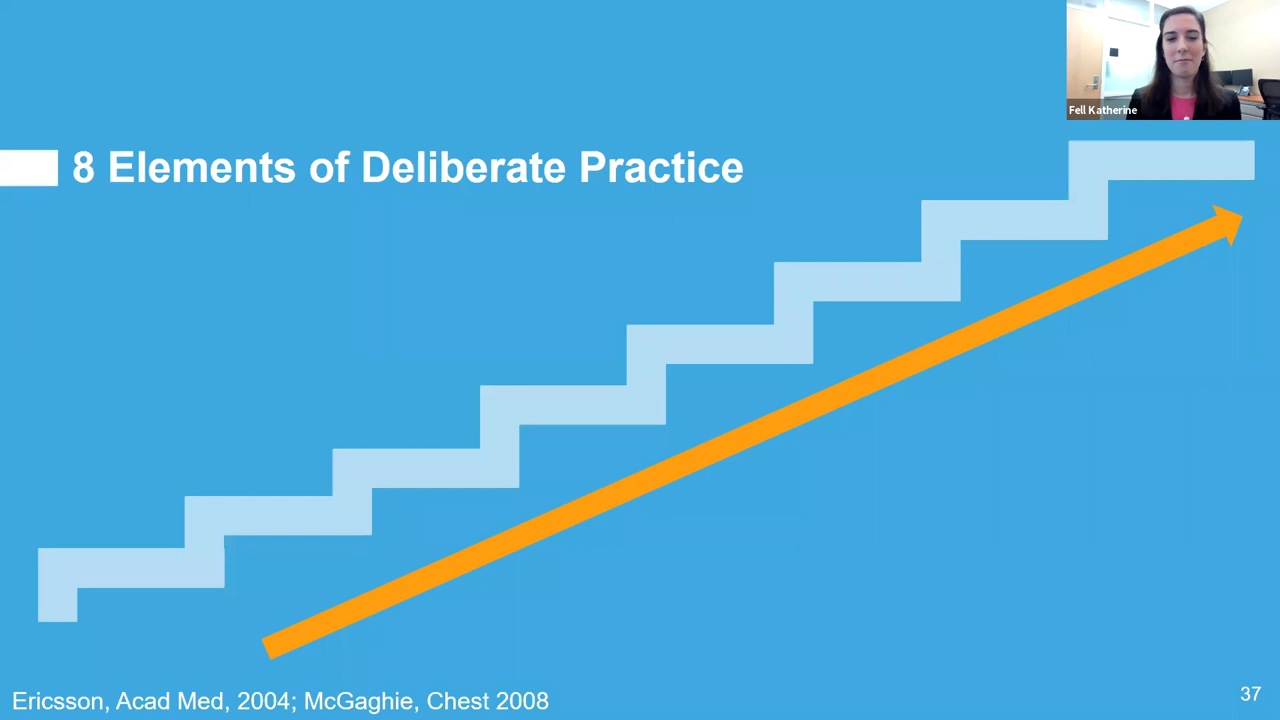 Fell Katherine
8 Elements of Deliberate Practice
Ericsson, Acad Med, 2004; McGaghie, Chest 2008
37